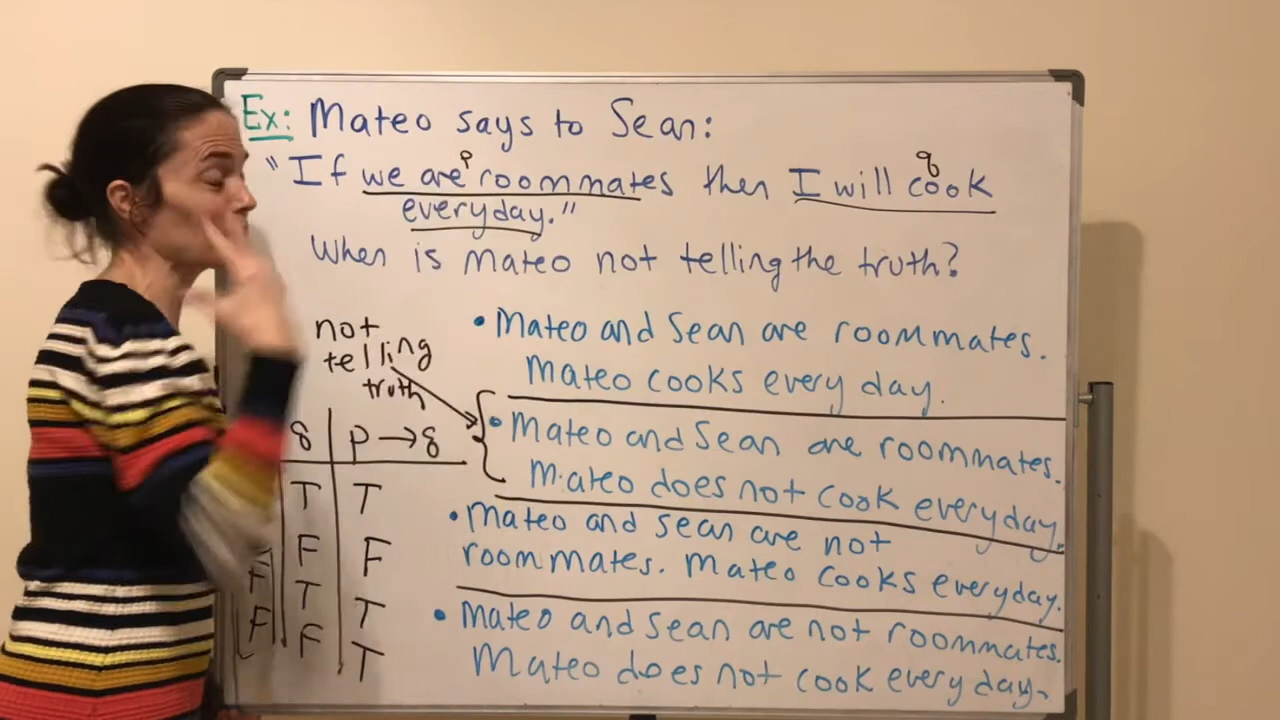 Ex: Mateo says to Sean:
p q
"If we are roommates then I will cook
everyday."
When is Mateo not telling the truth?
not
telling
truth
q p → q
T T
F F
F T T
F F T
• Mateo and Sean are roommates.
Mateo cooks every day.
• Mateo and Sean are roommates.
Mateo does not cook everyday.
• Mateo and Sean are not
roommates. Mateo cooks everyday.
• Mateo and Sean are not roommates.
Mateo does not cook every day.